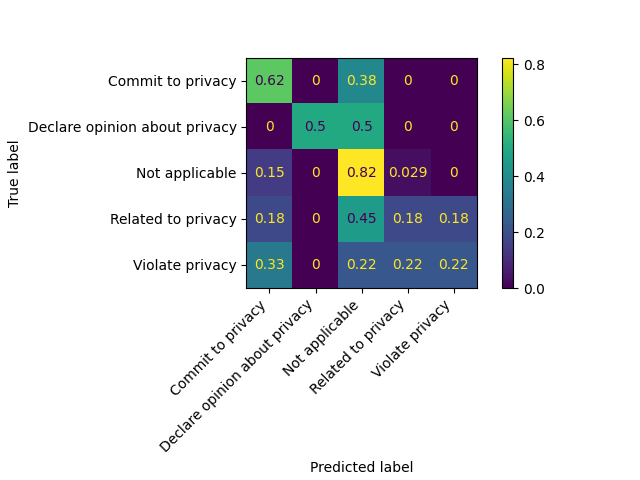 Commit to privacy 0.62 0 0.38 0 0 0.8
Declare opinion about privacy 0 0.5 0.5 0 0 0.6
Not applicable 0.15 0 0.82 0.029 0 0.4
Related to privacy 0.18 0 0.45 0.18 0.18 0.2
Violate privacy 0.33 0 0.22 0.22 0.22 0.0
True label
Commit to privacy
Declare opinion about privacy
Not applicable
Related to privacy
Violate privacy
Predicted label